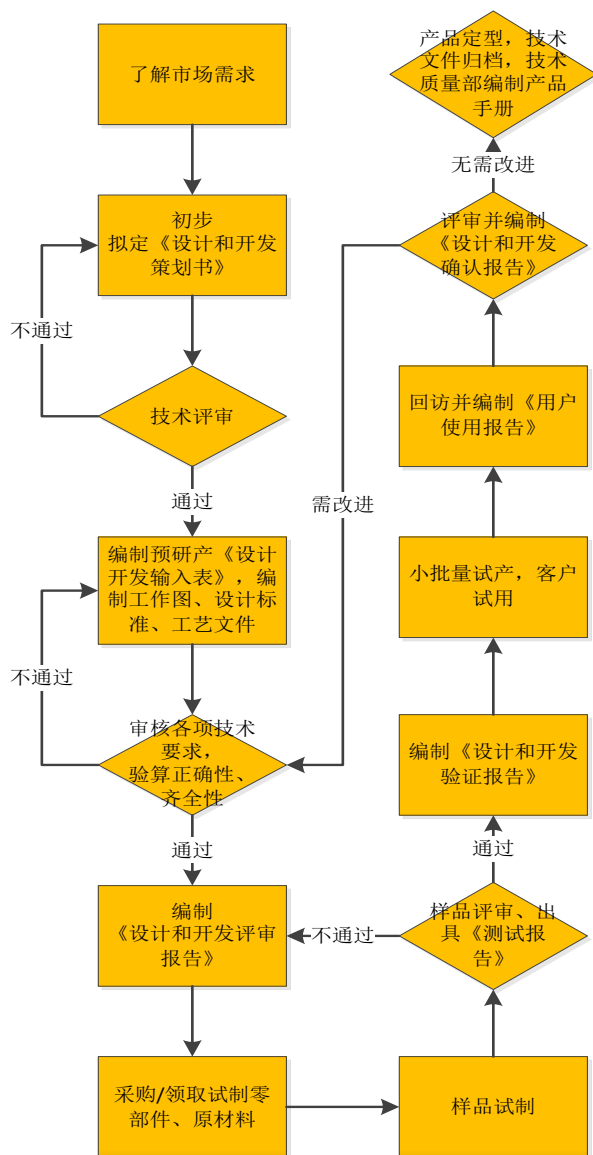 了解市场需求
初步
拟定《设计和开发
策划书》
不通过
技术评审
通过
编制预研产《设计
开发输入表》，编
制工作图、设计标
准、工艺文件
不通过
审核各项技术
要求，
验算正确性、
齐全性
通过
编制
《设计和开发评审
报告》
采购/领取试制零
部件、原材料
样品试制
样品评审、出
具《测试报
告》
不通过
通过
编制《设计和开发
验证报告》
小批量试产，客户
试用
回访并编制《用户
使用报告》
评审并编制
《设计和开发
确认报告》
需改进
无需改进
产品定型，技术
文件归档，技术
质量部编制产品
手册